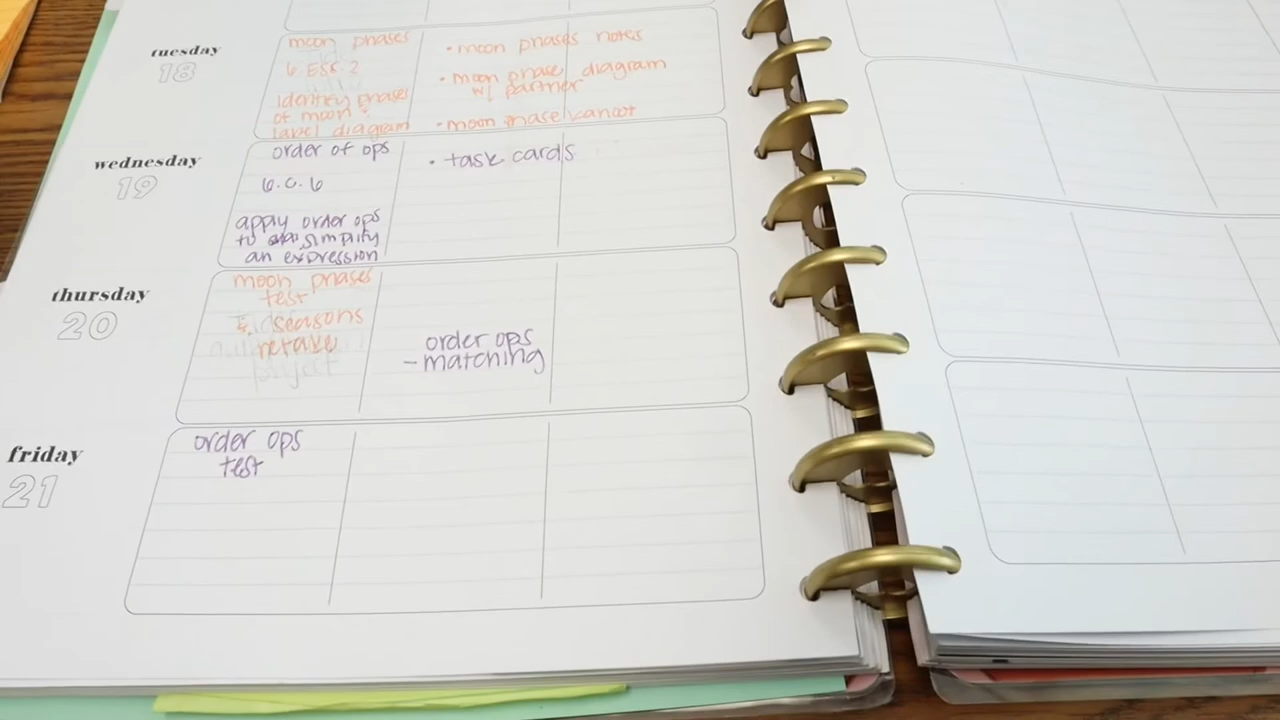 tuesday
18
moon phases
6.ESS.2
identify phases
of moon &
label diagram
• moon phases notes
• moon phase diagram
w/ partner
• moon phase kahoot
wednesday
19
order of ops
6.C.6
apply order ops
to simplify
an expression
• task cards
thursday
20
moon phases
test
& seasons
retake
project
order ops
- matching
friday
21
order ops
test